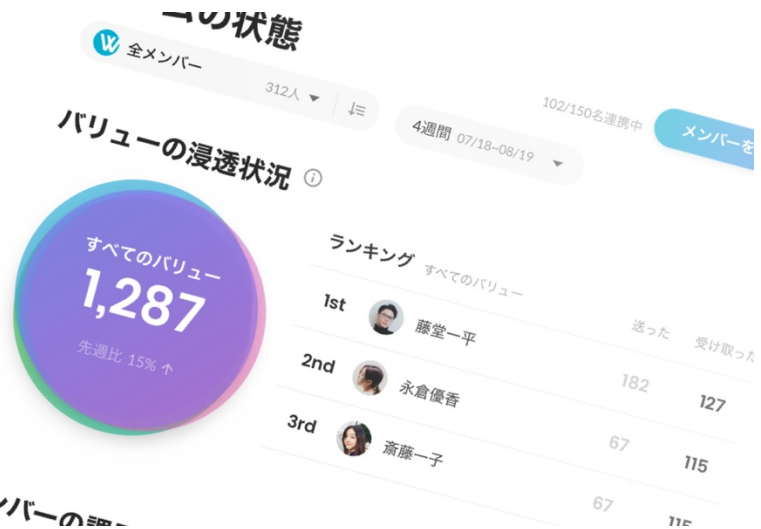 ムの状態
全メンバー 312人
4週間 07/18~08/19
102/150名連携中
メンバーを
バリューの浸透状況
すべてのバリュー
1,287
先週比 15% ↑
ランキング すべてのバリュー
送った 受け取った
1st 藤堂一平 182 127
2nd 永倉優香 67 115
3rd 斎藤一子 67 115
ンバーの調